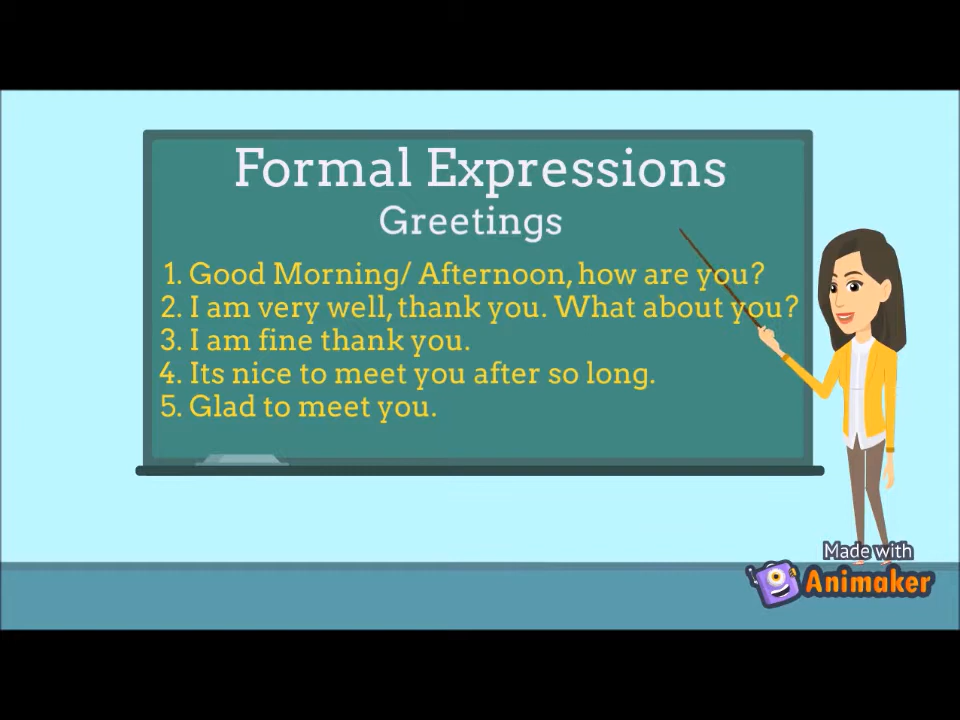 Formal Expressions
Greetings
1. Good Morning/ Afternoon, how are you?
2. I am very well, thank you. What about you?
3. I am fine thank you.
4. Its nice to meet you after so long.
5. Glad to meet you.
Made with
Animaker